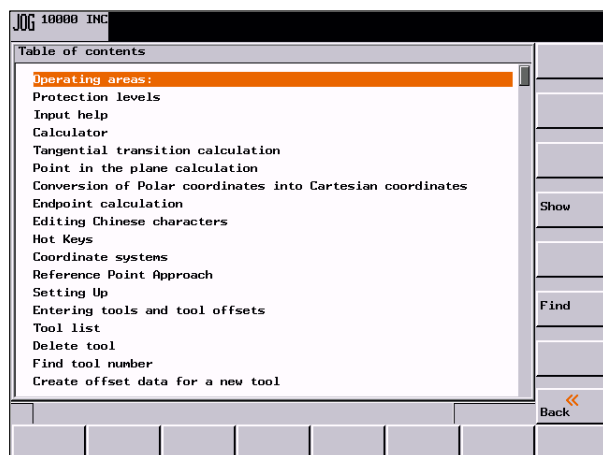 JOG 10000 INC
Table of contents
Operating areas:
Protection levels
Input help
Calculator
Tangential transition calculation
Point in the plane calculation
Conversion of Polar coordinates into Cartesian coordinates
Endpoint calculation
Editing Chinese characters
Hot Keys
Coordinate systems
Reference Point Approach
Setting Up
Entering tools and tool offsets
Tool list
Delete tool
Find tool number
Create offset data for a new tool
Show
Find
Back